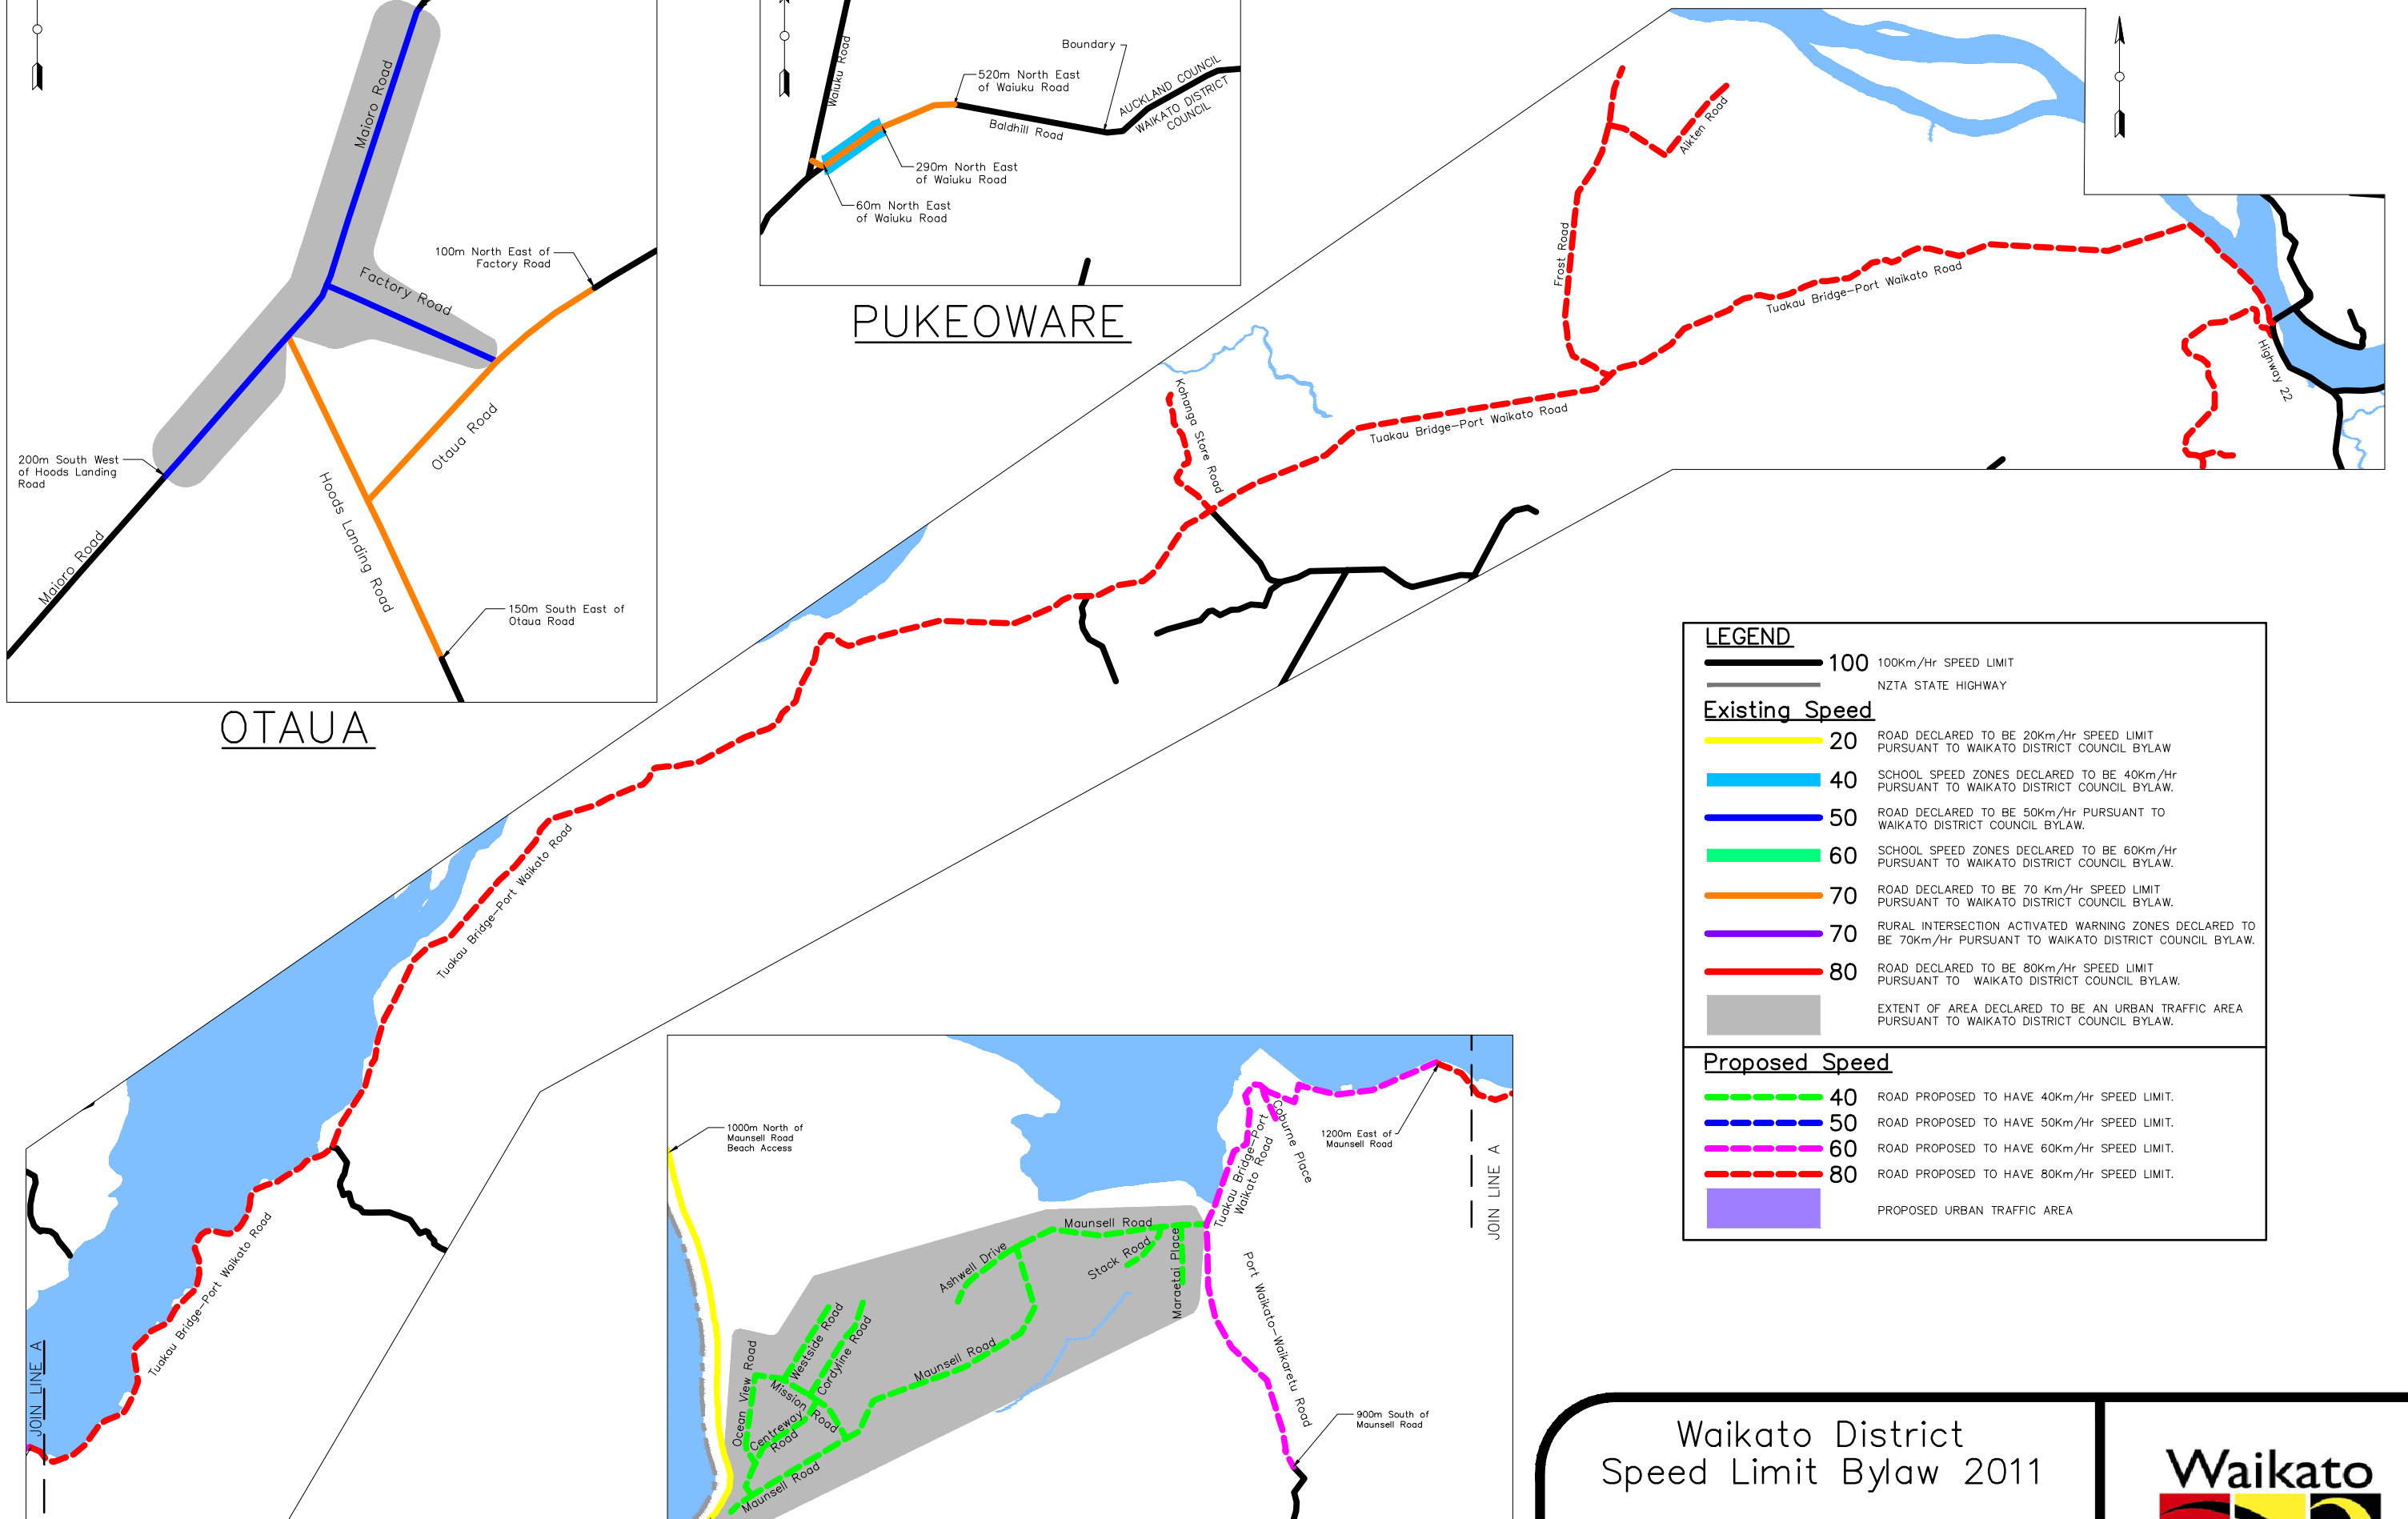 Maioro Road
Factory Road
100m North East of
Factory Road
Otaua Road
200m South West
of Hoods Landing
Road
Hoods Landing Road
Maioro Road
150m South East of
Otaua Road
OTAUA
Waiuku Road
Boundary
520m North East
of Waiuku Road
AUCKLAND COUNCIL
WAIKATO DISTRICT
COUNCIL
Baldhill Road
290m North East
of Waiuku Road
60m North East
of Waiuku Road
PUKEOWARE
Aikten Road
Frost Road
Tuakau Bridge-Port Waikato Road
Highway 22
Kohanga Store Road
Tuakau Bridge-Port Waikato Road
Tuakau Bridge-Port Waikato Road
Tuakau Bridge-Port Waikato Road
JOIN LINE A
LEGEND
100 100Km/Hr SPEED LIMIT
NZTA STATE HIGHWAY
Existing Speed
20 ROAD DECLARED TO BE 20Km/Hr SPEED LIMIT
PURSUANT TO WAIKATO DISTRICT COUNCIL BYLAW
40 SCHOOL SPEED ZONES DECLARED TO BE 40Km/Hr
PURSUANT TO WAIKATO DISTRICT COUNCIL BYLAW.
50 ROAD DECLARED TO BE 50Km/Hr PURSUANT TO
WAIKATO DISTRICT COUNCIL BYLAW.
60 SCHOOL SPEED ZONES DECLARED TO BE 60Km/Hr
PURSUANT TO WAIKATO DISTRICT COUNCIL BYLAW.
70 ROAD DECLARED TO BE 70 Km/Hr SPEED LIMIT
PURSUANT TO WAIKATO DISTRICT COUNCIL BYLAW.
70 RURAL INTERSECTION ACTIVATED WARNING ZONES DECLARED TO
BE 70Km/Hr PURSUANT TO WAIKATO DISTRICT COUNCIL BYLAW.
80 ROAD DECLARED TO BE 80Km/Hr SPEED LIMIT
PURSUANT TO WAIKATO DISTRICT COUNCIL BYLAW.
EXTENT OF AREA DECLARED TO BE AN URBAN TRAFFIC AREA
PURSUANT TO WAIKATO DISTRICT COUNCIL BYLAW.
Proposed Speed
40 ROAD PROPOSED TO HAVE 40Km/Hr SPEED LIMIT.
50 ROAD PROPOSED TO HAVE 50Km/Hr SPEED LIMIT.
60 ROAD PROPOSED TO HAVE 60Km/Hr SPEED LIMIT.
80 ROAD PROPOSED TO HAVE 80Km/Hr SPEED LIMIT.
PROPOSED URBAN TRAFFIC AREA
1000m North of
Maunsell Road
Beach Access
Coburne Place
Tuakau Bridge-Port
Waikato Road
1200m East of
Maunsell Road
JOIN LINE A
Maunsell Road
Stack Road
Maraetai Place
Ashwell Drive
Port Waikato-Waikaretu Road
Westside Road
Cordyline Road
Maunsell Road
Ocean View Road
Mission Road
Centreway
Road
Maunsell Road
900m South of
Maunsell Road
Waikato District
Speed Limit Bylaw 2011
Waikato